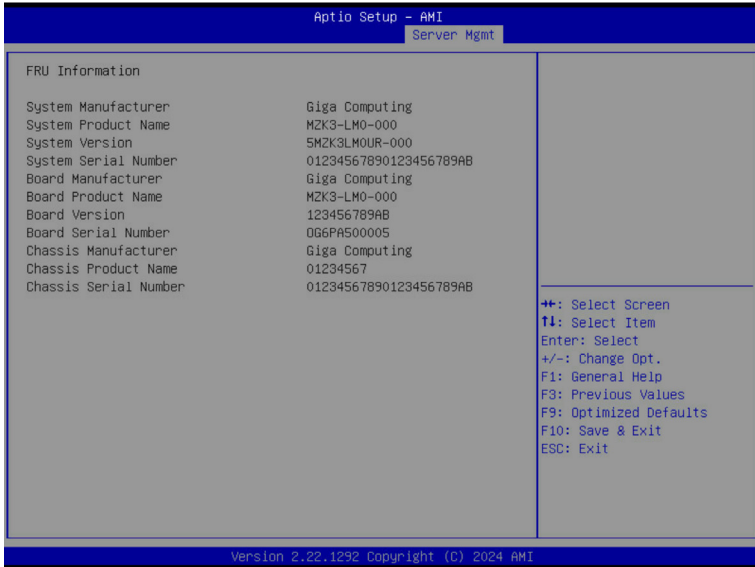 Aptio Setup – AMI
Server Mgmt
FRU Information
System Manufacturer Giga Computing
System Product Name MZK3-LM0-000
System Version 5MZK3LM0UR-000
System Serial Number 01234567890123456789AB
Board Manufacturer Giga Computing
Board Product Name MZK3-LM0-000
Board Version 123456789AB
Board Serial Number OG6PA500005
Chassis Manufacturer Giga Computing
Chassis Product Name 01234567
Chassis Serial Number 01234567890123456789AB
→←: Select Screen
↑↓: Select Item
Enter: Select
+/-: Change Opt.
F1: General Help
F3: Previous Values
F9: Optimized Defaults
F10: Save & Exit
ESC: Exit
Version 2.22.1292 Copyright (C) 2024 AMI